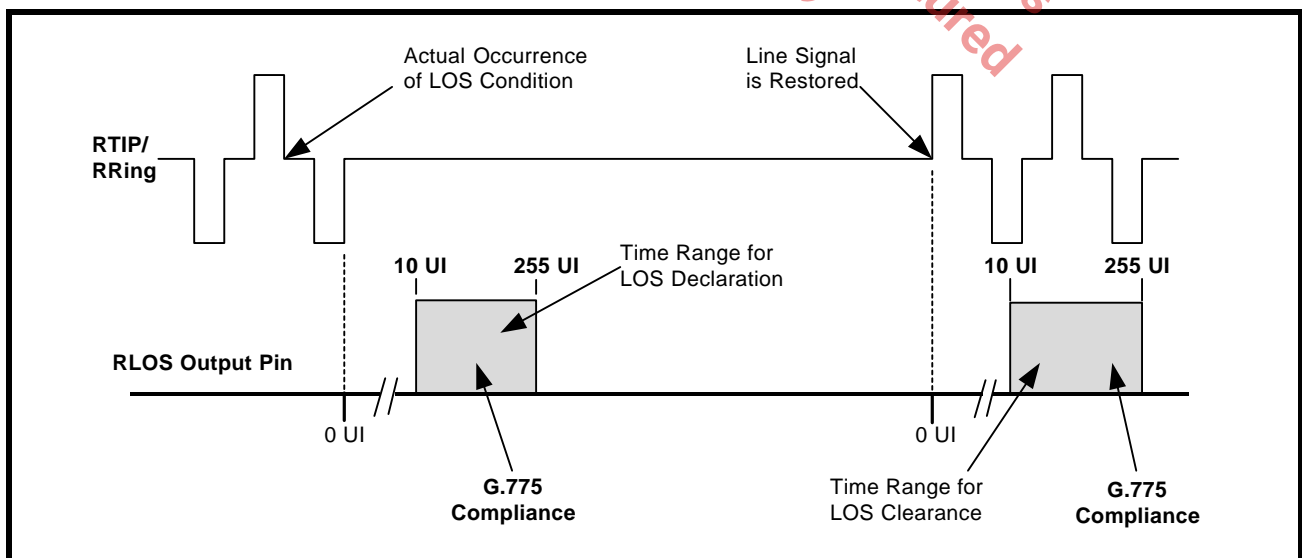 Actual Occurrence
of LOS Condition
Line Signal
is Restored
RTIP/
RRing
Time Range for
LOS Declaration
10 UI
255 UI
10 UI
255 UI
RLOS Output Pin
0 UI
0 UI
G.775
Compliance
Time Range for
LOS Clearance
G.775
Compliance